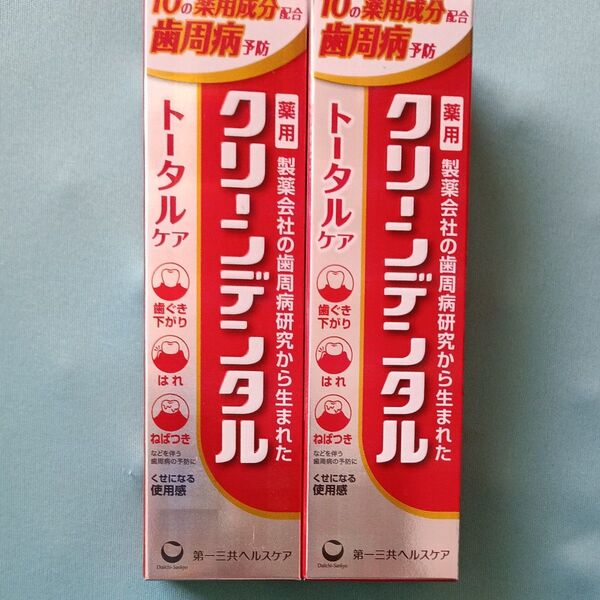 10の薬用成分配合
歯周病予防
薬用
クリーンデンタル
製薬会社の歯周病研究から生まれた
トータルケア
歯ぐき
下がり
はれ
ねばつき
などを伴う
歯周病の予防に
くせになる
使用感
Daiichi-Sankyo
第一三共ヘルスケア
10の薬用成分配合
歯周病予防
薬用
クリーンデンタル
製薬会社の歯周病研究から生まれた
トータルケア
歯ぐき
下がり
はれ
ねばつき
などを伴う
歯周病の予防に
くせになる
使用感
Daiichi-Sankyo
第一三共ヘルスケア